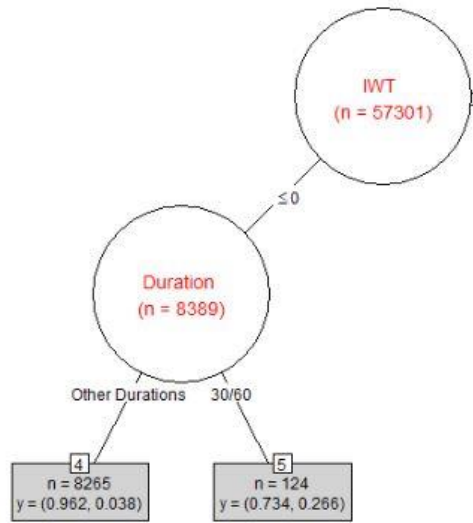 IWT
(n = 57301)
≤0
Duration
(n = 8389)
Other Durations 30/60
4
n = 8265
y = (0.962, 0.038)
5
n = 124
y = (0.734, 0.266)